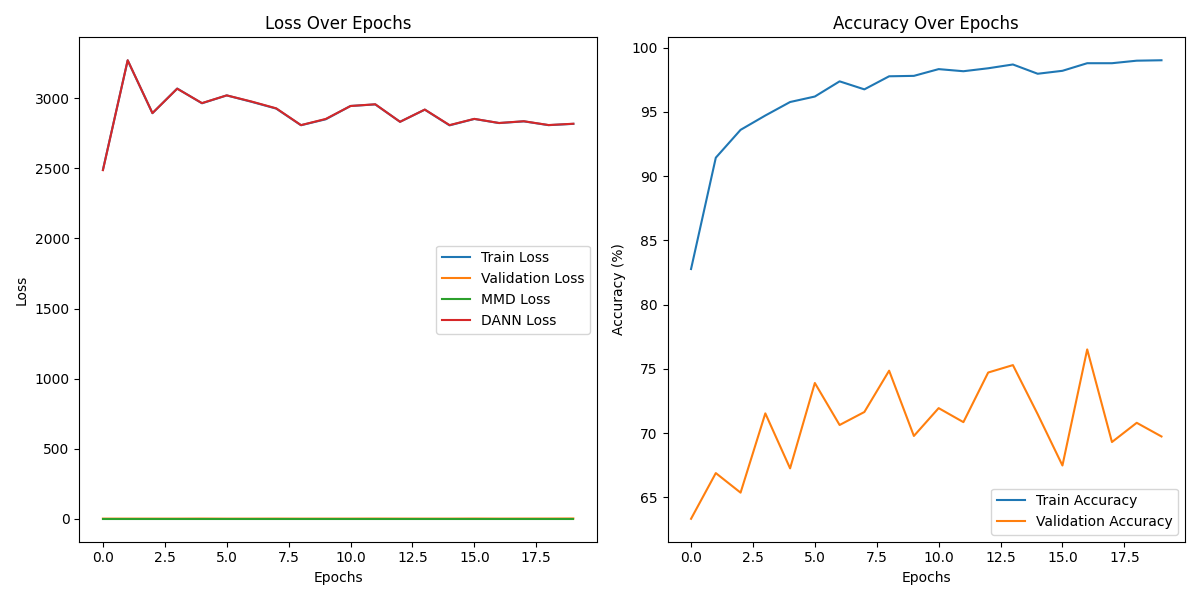 Loss Over Epochs
3000
2500
2000
1500
1000
500
0
Loss
Train Loss
Validation Loss
MMD Loss
DANN Loss
0.0 2.5 5.0 7.5 10.0 12.5 15.0 17.5
Epochs
Accuracy Over Epochs
100
95
90
85
80
75
70
65
Accuracy (%)
Train Accuracy
Validation Accuracy
0.0 2.5 5.0 7.5 10.0 12.5 15.0 17.5
Epochs